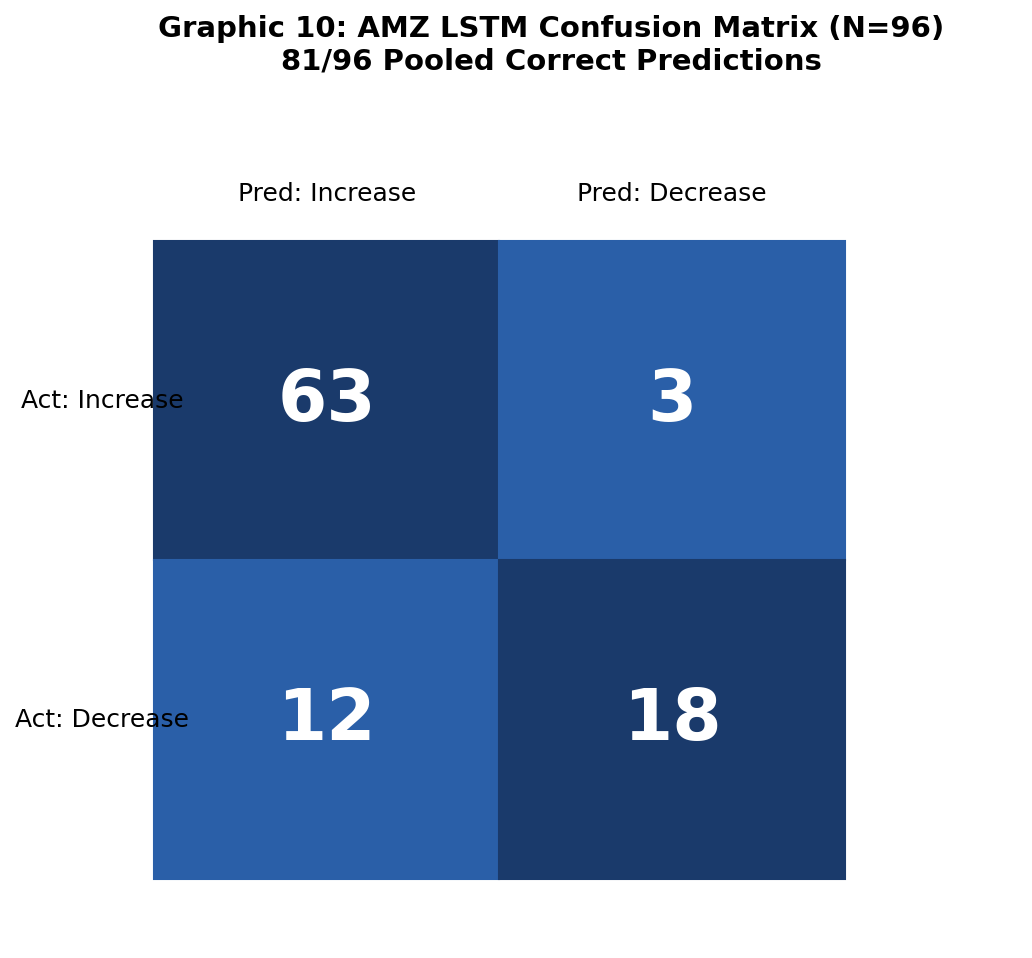 Graphic 10: AMZ LSTM Confusion Matrix (N=96)
81/96 Pooled Correct Predictions
Pred: Increase
Pred: Decrease
Act: Increase
63
3
Act: Decrease
12
18